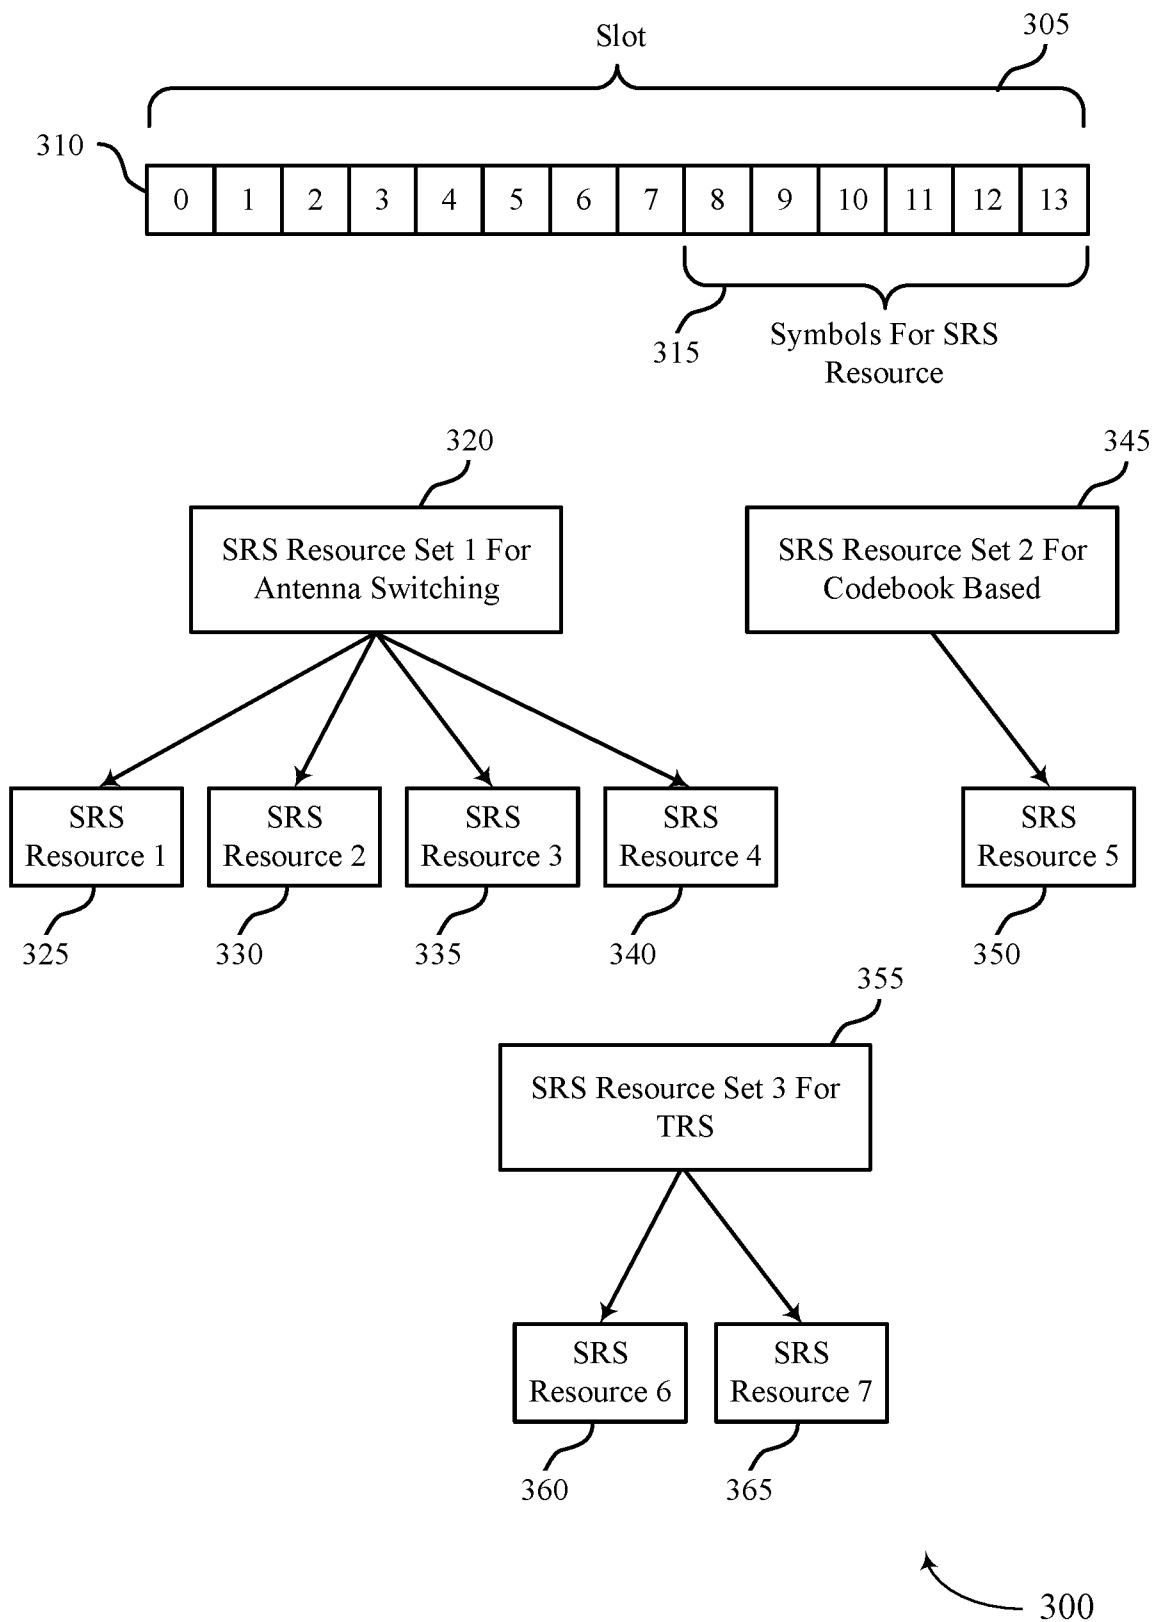 Slot
305
310
0 1 2 3 4 5 6 7 8 9 10 11 12 13
315
Symbols For SRS
Resource
320
SRS Resource Set 1 For
Antenna Switching
345
SRS Resource Set 2 For
Codebook Based
SRS
Resource 1
SRS
Resource 2
SRS
Resource 3
SRS
Resource 4
SRS
Resource 5
325
330
335
340
350
355
SRS Resource Set 3 For
TRS
SRS
Resource 6
SRS
Resource 7
360
365
300